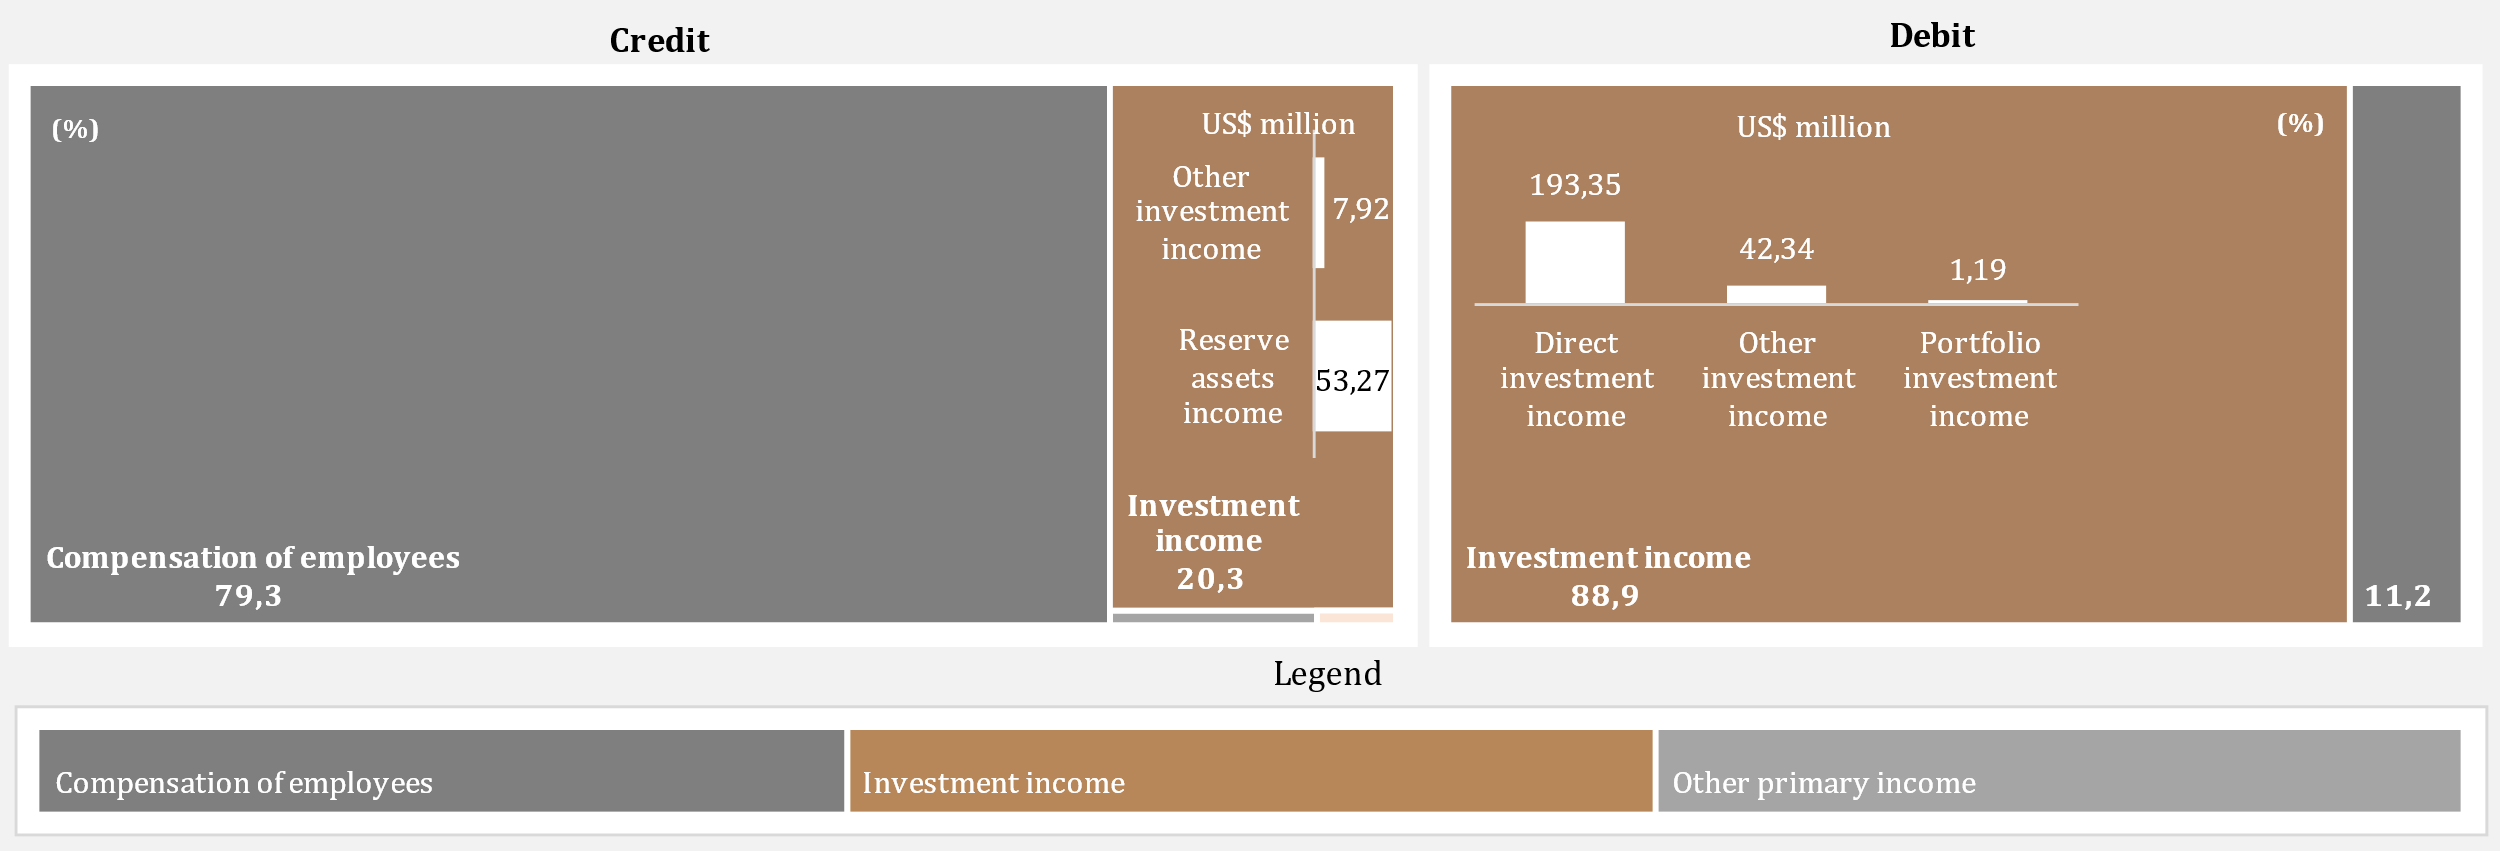 Credit
(%)
Compensation of employees
79,3
US$ million
Other
investment
income
7,92
Reserve
assets
income
53,27
Investment
income
20,3
Debit
US$ million
(%)
193,35
42,34
1,19
Direct
investment
income
Other
investment
income
Portfolio
investment
income
Investment income
88,9
11,2
Legend
Compensation of employees
Investment income
Other primary income